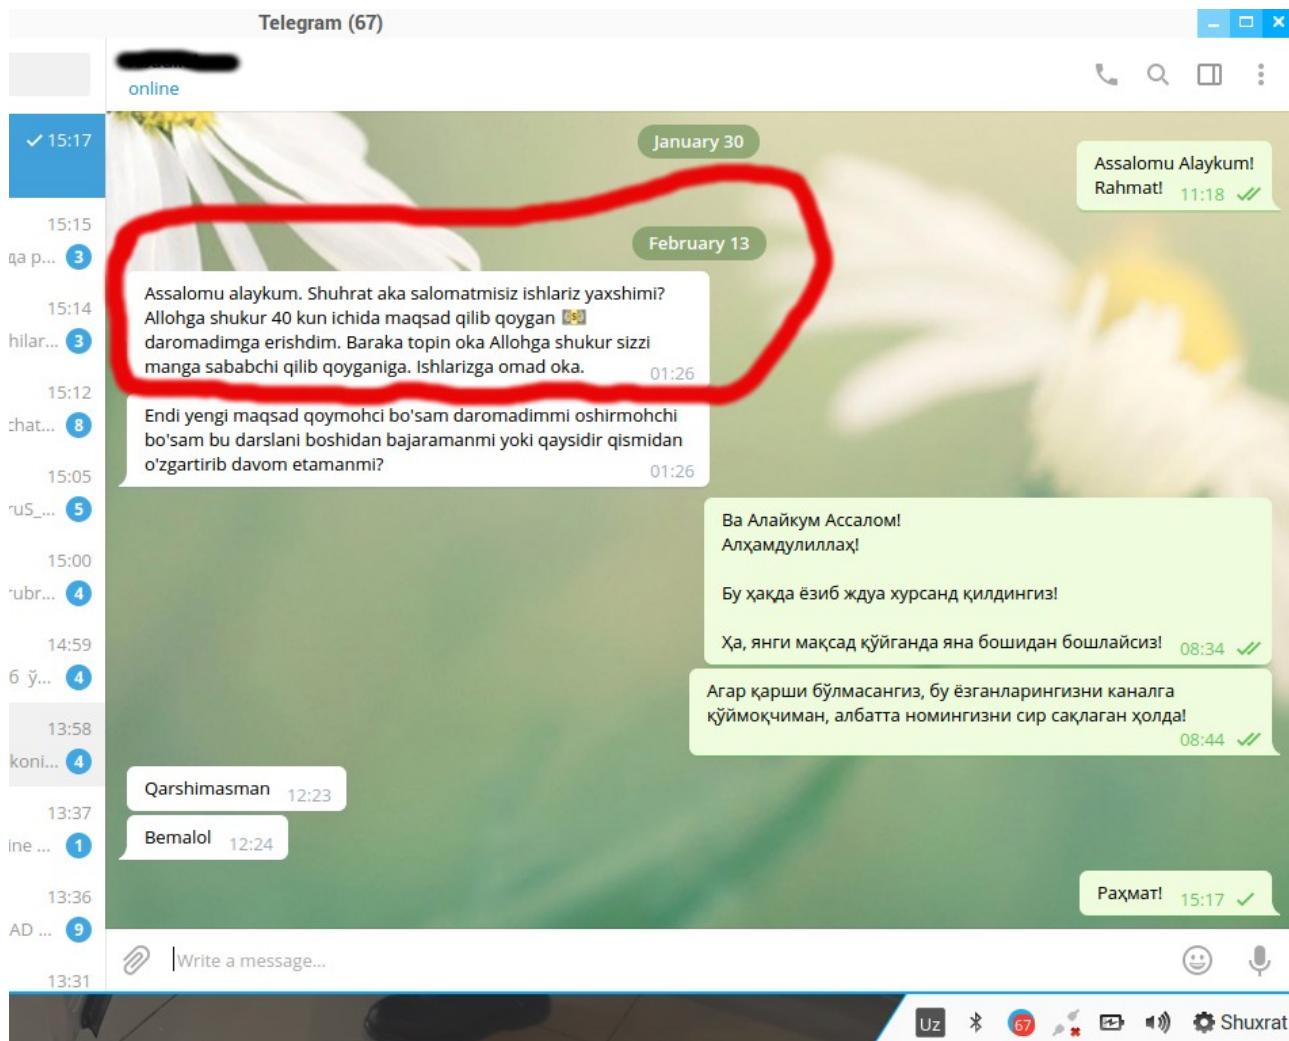 Telegram (67)
online
15:17
15:15
да р... 3
15:14
hilar... 3
15:12
chat... 8
15:05
ruS_... 5
15:00
rubr... 4
14:59
б ў... 4
13:58
koni... 4
13:37
ine ... 1
13:36
AD ... 9
13:31
January 30
Assalomu Alaykum!
Rahmat! 11:18
February 13
Assalomu alaykum. Shuhrat aka salomatmisiz ishlariz yaxshimi?
Allohga shukur 40 kun ichida maqsad qilib qoygan 💵
daromadimga erishdim. Baraka topin oka Allohga shukur sizzi
manga sababchi qilib qoyganiga. Ishlarizga omad oka. 01:26
Endi yengi maqsad qoymohci bo'sam daromadimmi oshirmohchi
bo'sam bu darslani boshidan bajaramanmi yoki qaysidir qismidan
o'zgartirib davom etamanmi? 01:26
Ва Алайкум Ассалом!
Алҳамдулиллаҳ!
Бу ҳақда ёзиб ждуа хурсанд қилдингиз!
Ҳа, янги мақсад қўйганда яна бошидан бошлайсиз! 08:34
Агар қарши бўлмасангиз, бу ёзганларингизни каналга
қўймоқчиман, албатта номингизни сир сақлаган ҳолда!
08:44
Qarshimasman 12:23
Bemalol 12:24
Раҳмат! 15:17
Write a message...
Uz 67 Shuxrat